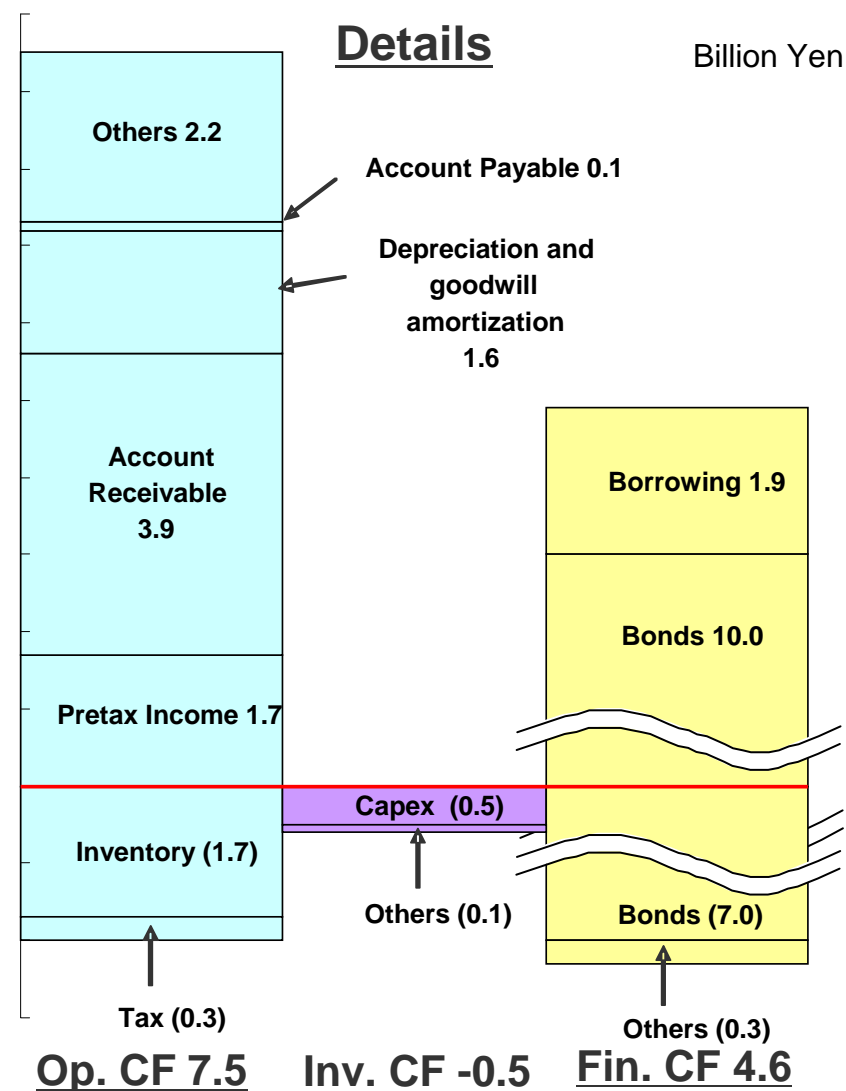 Details
Billion Yen
Others 2.2
Account Payable 0.1
Depreciation and
goodwill
amortization
1.6
Account
Receivable
3.9
Borrowing 1.9
Bonds 10.0
Pretax Income 1.7
Capex (0.5)
Inventory (1.7)
Others (0.1)
Bonds (7.0)
Tax (0.3)
Others (0.3)
Op. CF 7.5
Inv. CF -0.5
Fin. CF 4.6